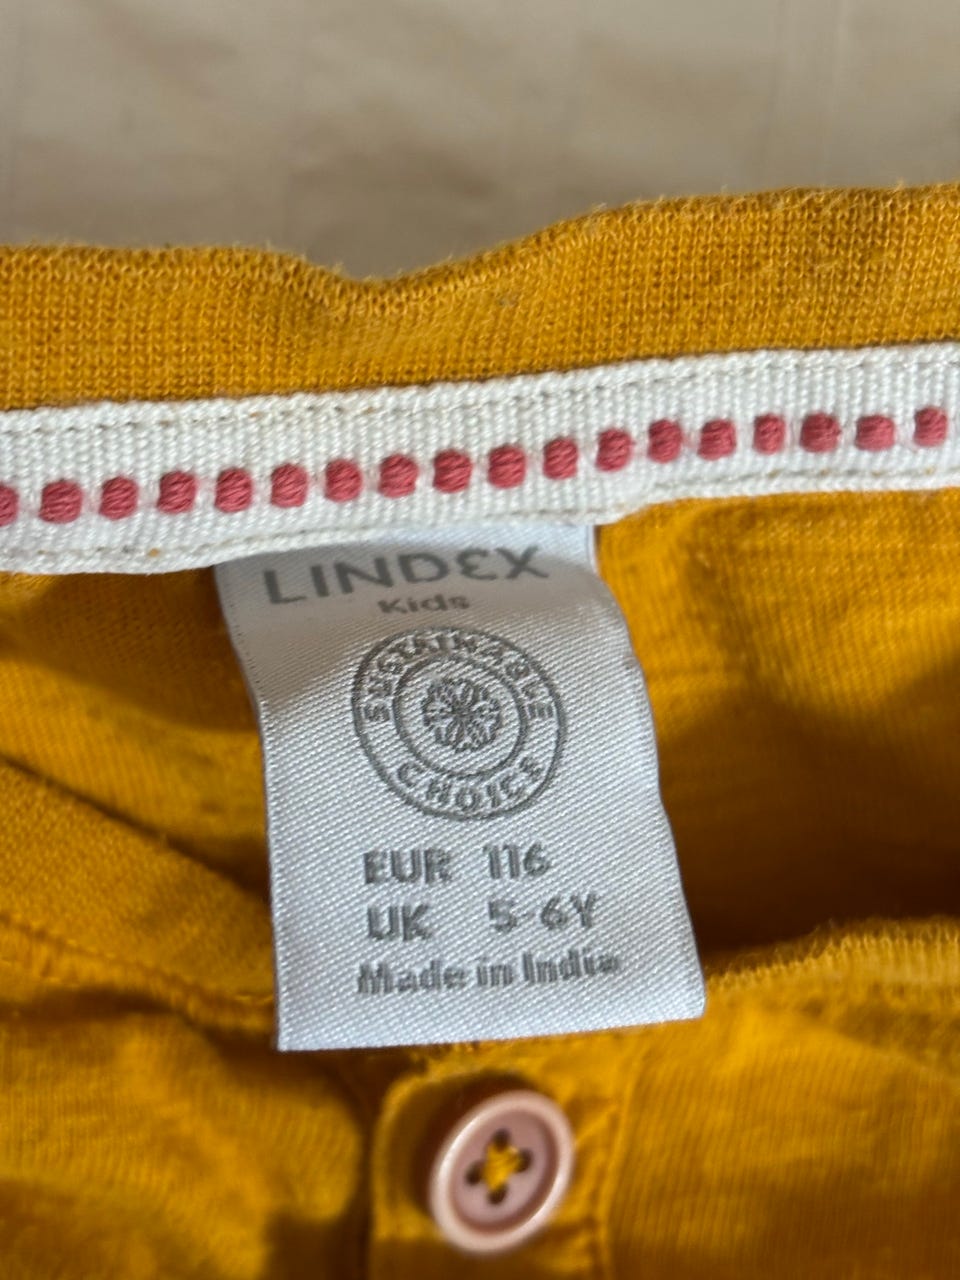 LINDEX
Kids
SUSTAINABLE
CHOICE
EUR 116
UK 5-6Y
Made in India